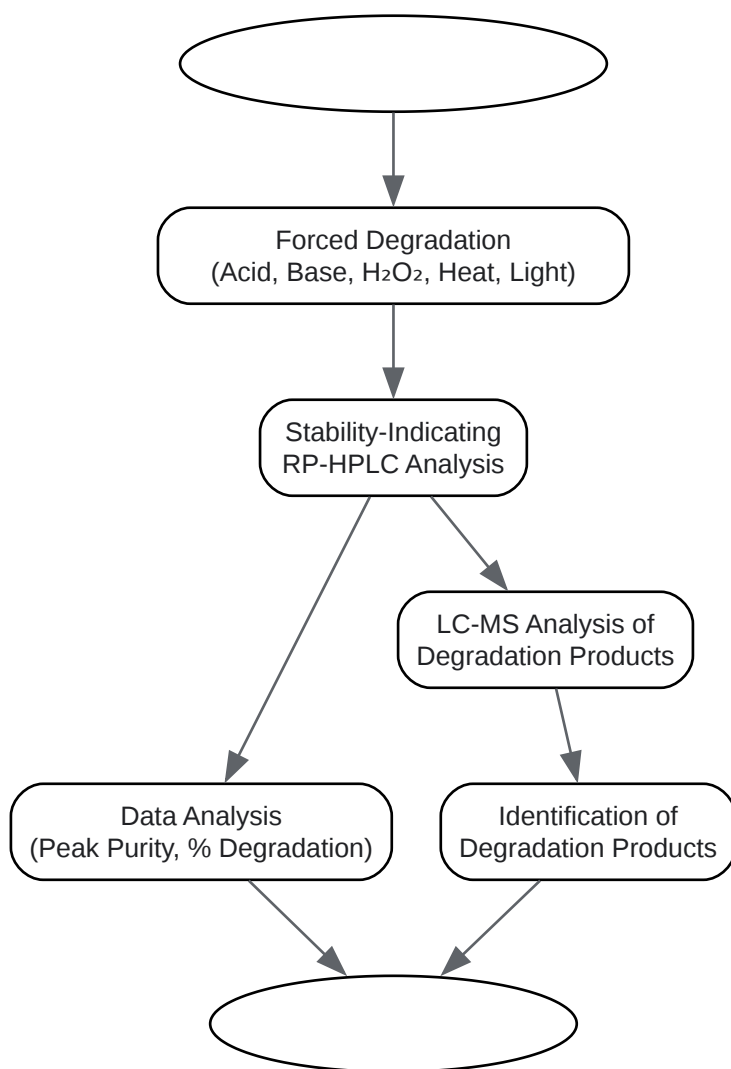 Forced Degradation
(Acid, Base, H₂O₂, Heat, Light)
Stability-Indicating
RP-HPLC Analysis
LC-MS Analysis of
Degradation Products
Data Analysis
(Peak Purity, % Degradation)
Identification of
Degradation Products